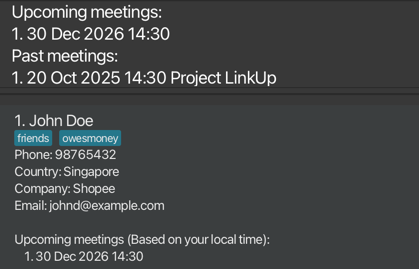 Upcoming meetings:
1. 30 Dec 2026 14:30
Past meetings:
1. 20 Oct 2025 14:30 Project LinkUp
1. John Doe
friends owesmoney
Phone: 98765432
Country: Singapore
Company: Shopee
Email: johnd@example.com
Upcoming meetings (Based on your local time):
1. 30 Dec 2026 14:30